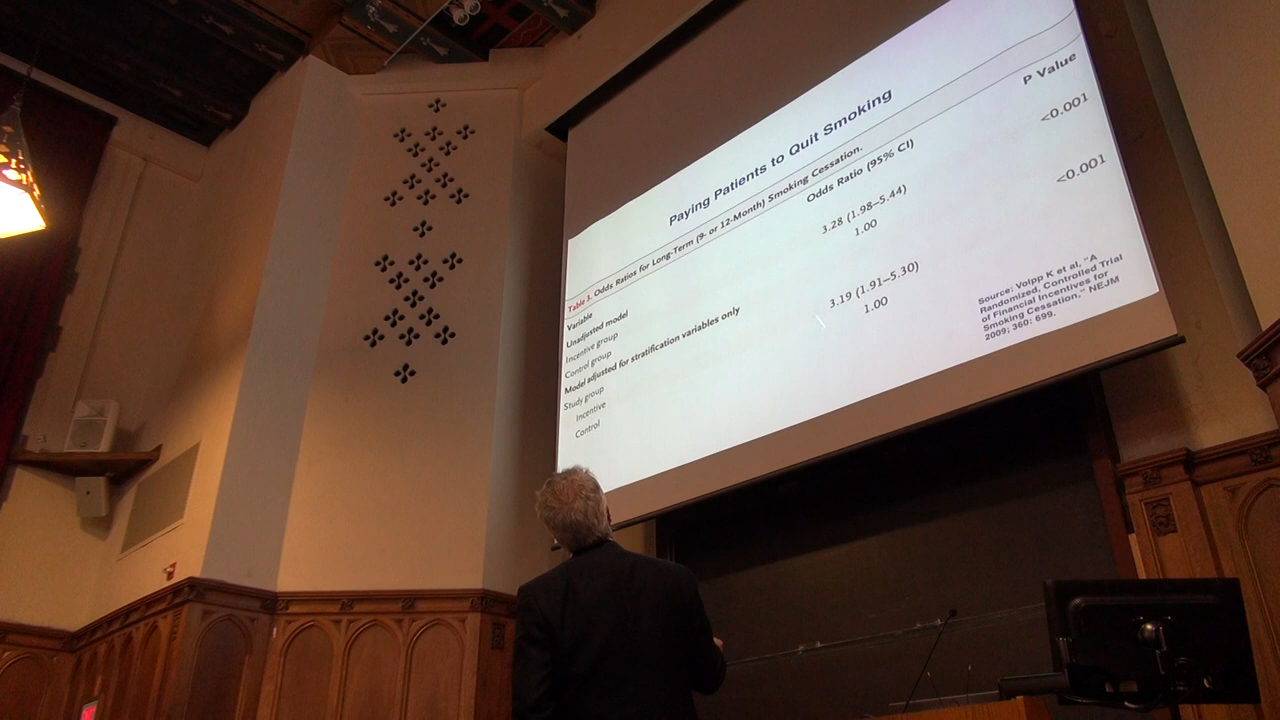 Paying Patients to Quit Smoking
Table 3. Odds Ratios for Long-Term (9- or 12-Month) Smoking Cessation.
Variable Odds Ratio (95% CI) P Value
Unadjusted model <0.001
Incentive group 3.28 (1.98–5.44)
Control group 1.00
Model adjusted for stratification variables only <0.001
Study group
Incentive 3.19 (1.91–5.30)
Control 1.00
Source: Volpp K et al, "A
Randomized, Controlled Trial
of Financial Incentives for
Smoking Cessation," NEJM
2009; 360: 699.